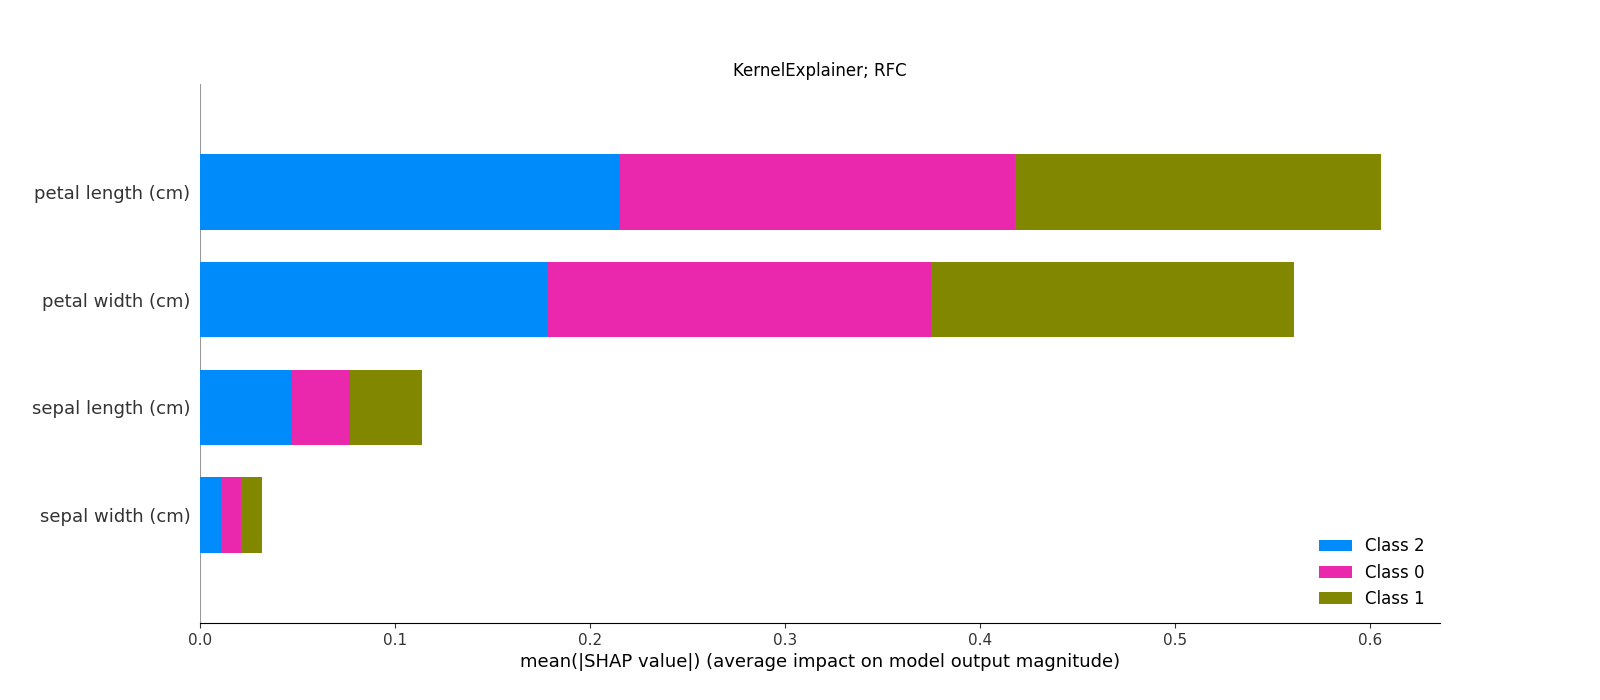 KernelExplainer; RFC
petal length (cm)
petal width (cm)
sepal length (cm)
sepal width (cm)
Class 2
Class 0
Class 1
0.0 0.1 0.2 0.3 0.4 0.5 0.6
mean(|SHAP value|) (average impact on model output magnitude)